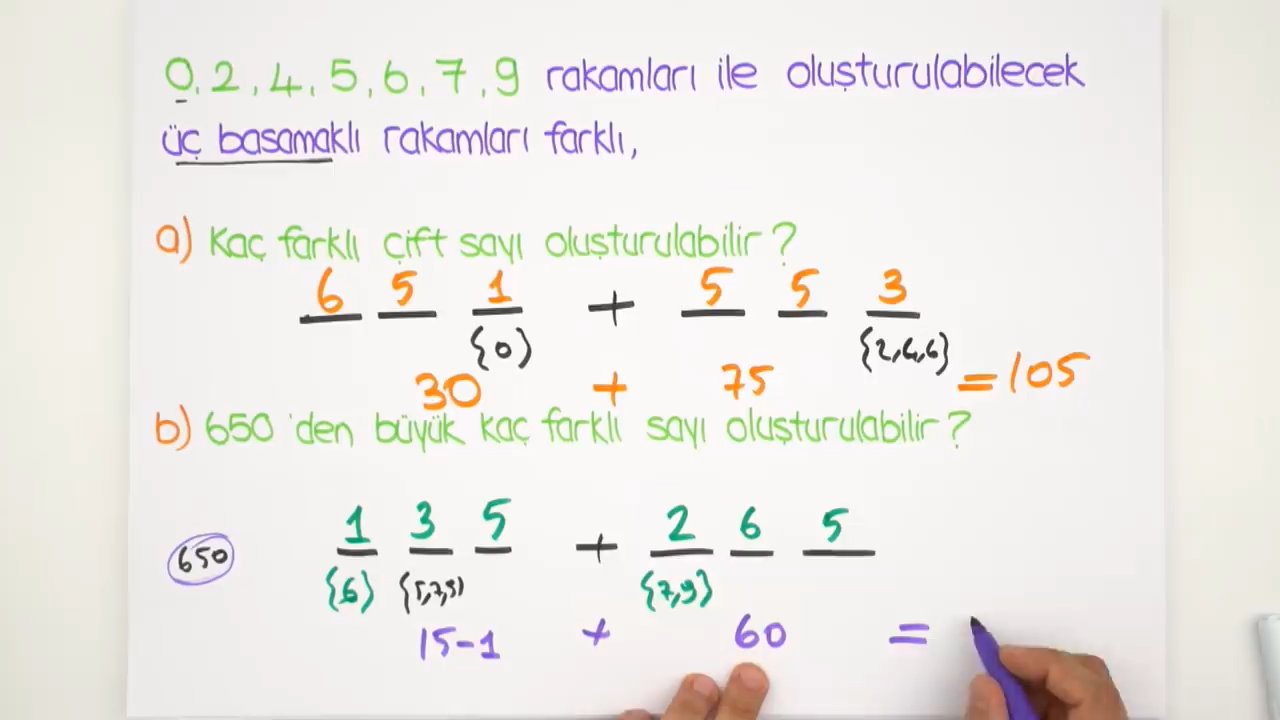 0, 2, 4, 5, 6, 7, 9 rakamları ile oluşturulabilecek
üç basamaklı rakamları farklı,
a) Kaç farklı çift sayı oluşturulabilir?
6 5 1 + 5 5 3
{0} {2,4,6}
30 + 75 = 105
b) 650'den büyük kaç farklı sayı oluşturulabilir?
1 3 5 + 2 6 5
650
{6} {5,7,9} {7,9}
15-1 + 60 =